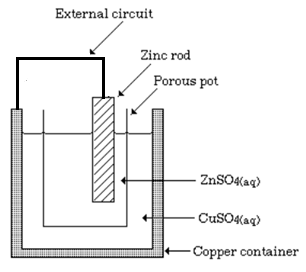 External circuit
Zinc rod
Porous pot
ZnSO4(aq)
CuSO4(aq)
Copper container